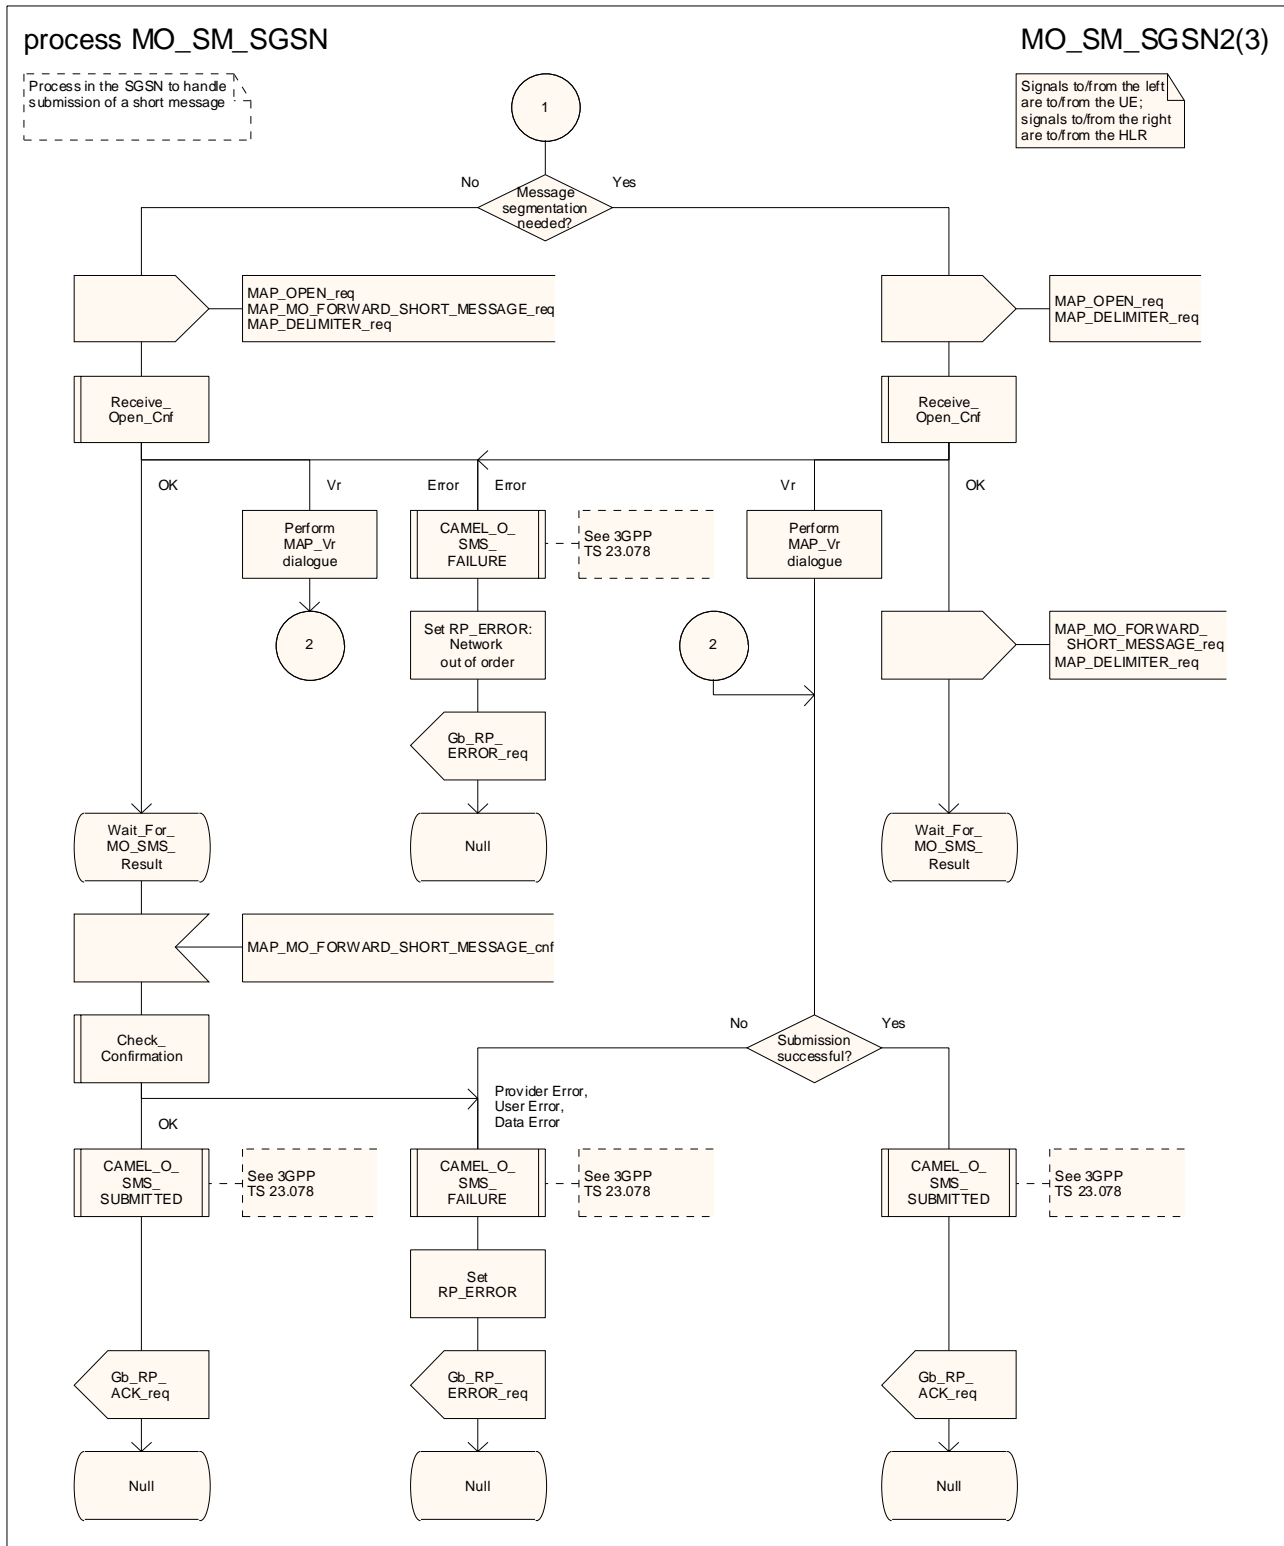 process MO_SM_SGSN
MO_SM_SGSN2(3)
Process in the SGSN to handle
submission of a short message
Signals to/from the left
are to/from the UE;
signals to/from the right
are to/from the HLR
1
No
Yes
Message
segmentation
needed?
MAP_OPEN_req
MAP_MO_FORWARD_SHORT_MESSAGE_req
MAP_DELIMITER_req
MAP_OPEN_req
MAP_DELIMITER_req
Receive_
Open_Cnf
Receive_
Open_Cnf
OK
Vr
Error
Error
Vr
OK
Perform
MAP_Vr
dialogue
CAMEL_O_
SMS_
FAILURE
See 3GPP
TS 23.078
Perform
MAP_Vr
dialogue
2
Set RP_ERROR:
Network
out of order
2
MAP_MO_FORWARD_
SHORT_MESSAGE_req
MAP_DELIMITER_req
Gb_RP_
ERROR_req
Wait_For_
MO_SMS_
Result
Null
Wait_For_
MO_SMS_
Result
MAP_MO_FORWARD_SHORT_MESSAGE_cnf
Check_
Confirmation
No
Yes
Submission
successful?
Provider Error,
User Error,
Data Error
OK
CAMEL_O_
SMS_
SUBMITTED
See 3GPP
TS 23.078
CAMEL_O_
SMS_
FAILURE
See 3GPP
TS 23.078
CAMEL_O_
SMS_
SUBMITTED
See 3GPP
TS 23.078
Set
RP_ERROR
Gb_RP_
ACK_req
Gb_RP_
ERROR_req
Gb_RP_
ACK_req
Null
Null
Null